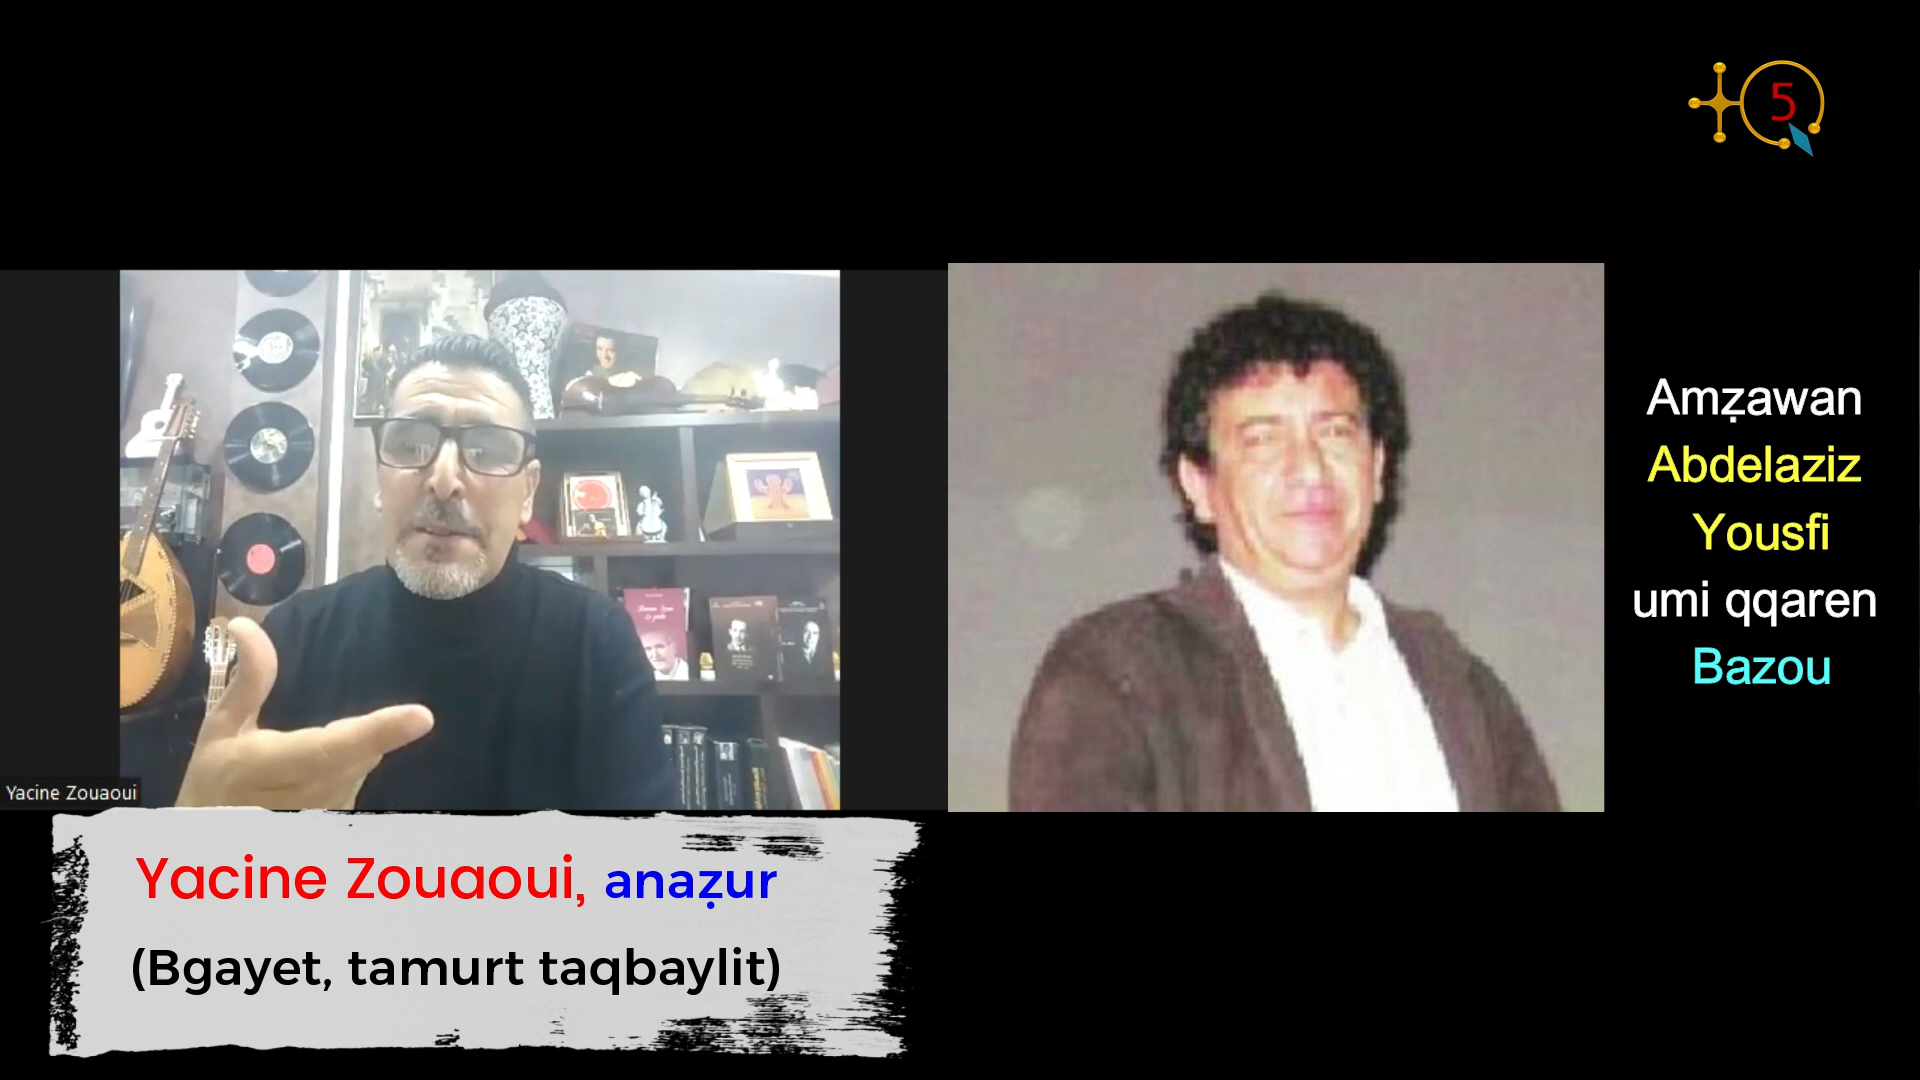 5
Amẓawan
Abdelaziz
Yousfi
umi qqaren
Bazou
Yacine Zouaoui
Yacine Zouaoui, anaẓur
(Bgayet, tamurt taqbaylit)